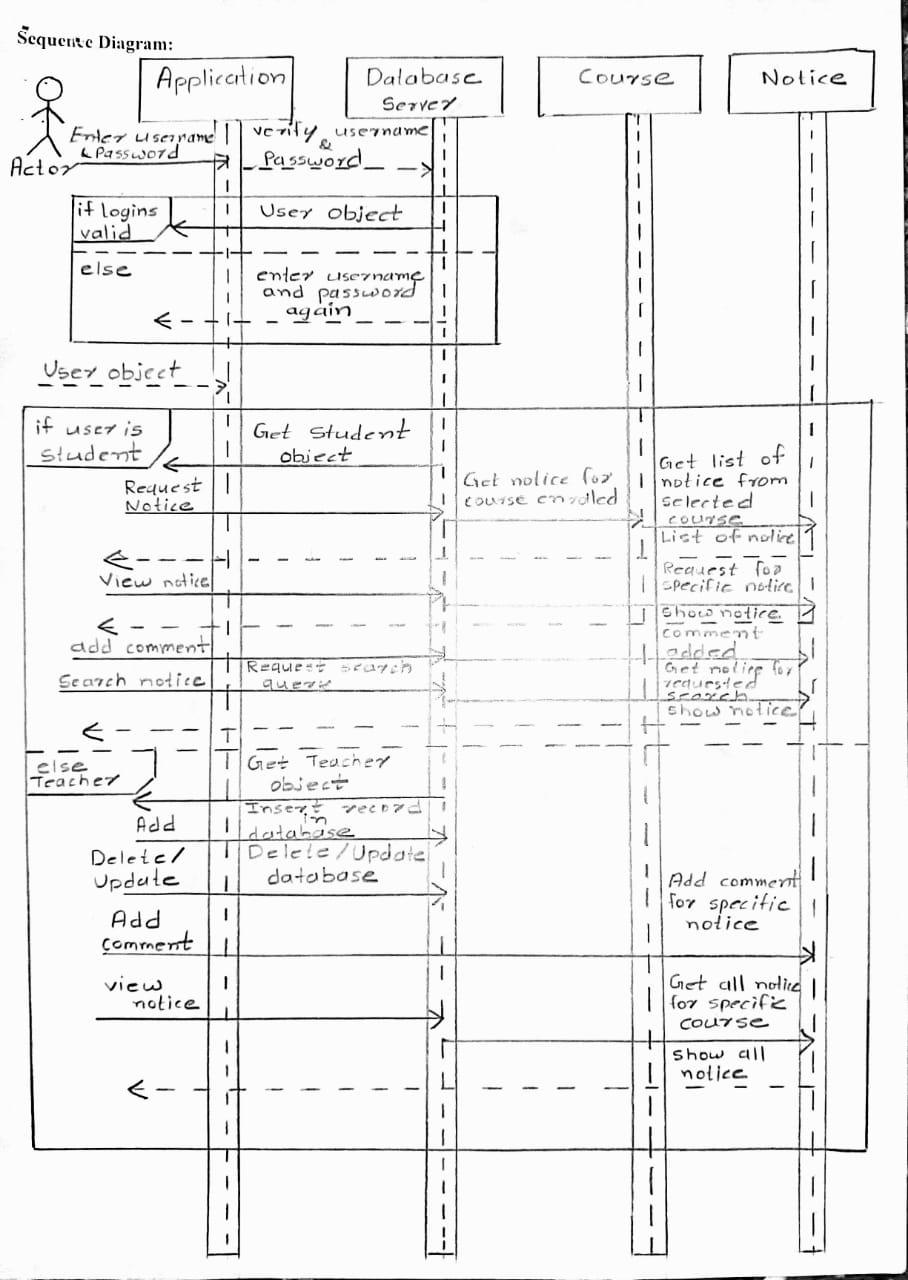 Sequence Diagram:
Application
Database
Server
Course
Notice
Actor
Enter username
& Password
verify username
&
Password
if logins
valid
User Object
else
enter username
and password
again
User object
if user is
Student
Get Student
object
Request
Notice
Get notice for
course enrolled
Get list of
notice from
selected
course
List of notice
View notice
Request for
specific notice
show notice
add comment
comment
added
Search notice
Request search
query
Get notice for
requested
search
show notice
else
Teacher
Get Teacher
object
Add
Insert record
in
database
Delete/
Update
Delete/Update
database
Add
comment
Add comment
for specific
notice
view
notice
Get all notice
for specific
course
show all
notice